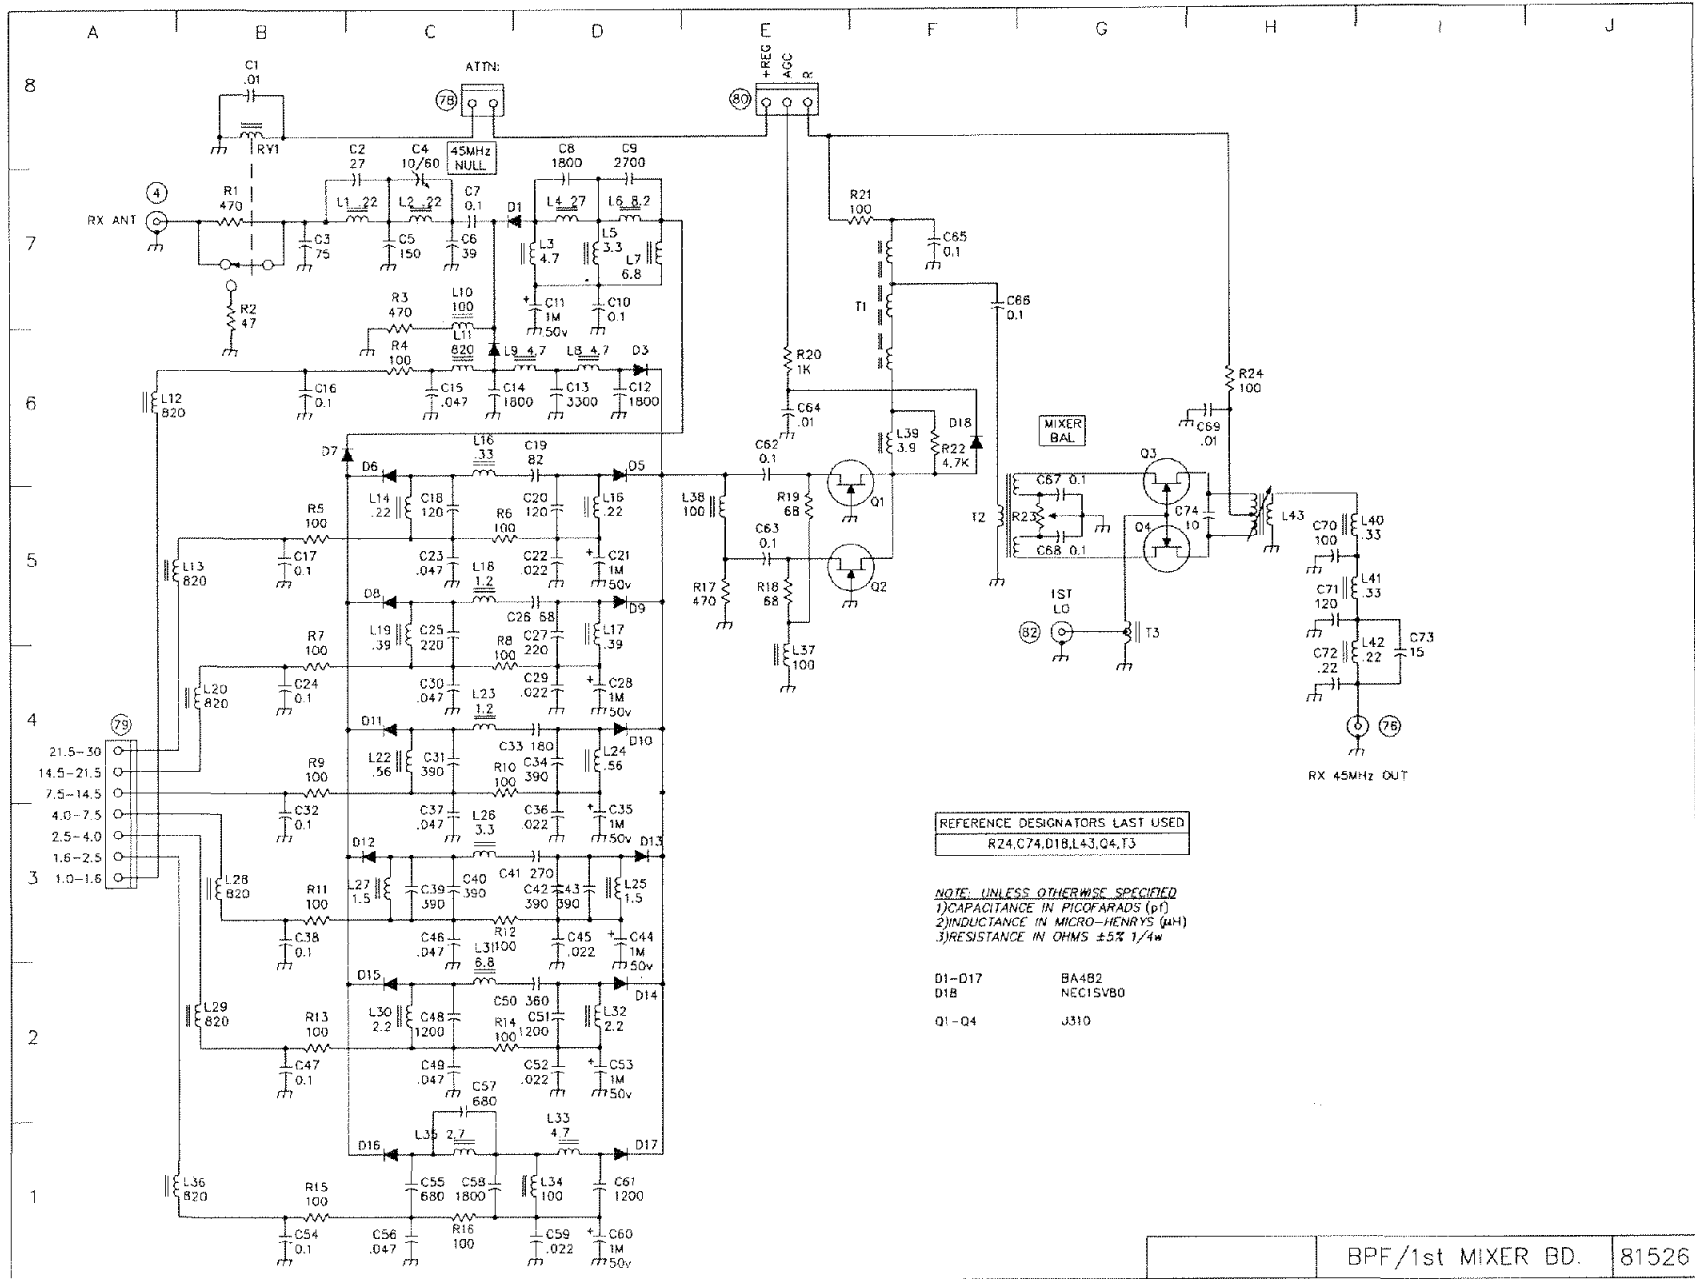 A B C D E F G H I J
8
7
6
5
4
3
2
1
C1
.01
RY1
ATTN:
78
45MHz
NULL
80
+REG
AGC
R
4
RX ANT
R1
470
R2
47
C2
27
C4
10/60
L1 .22
L2 .22
C3
75
C5
150
C6
39
C7
0.1
D1
C8
1800
C9
2700
L4 .27
L6 8.2
L3
4.7
L5
3.3
L7
6.8
C11
1M
50v
C10
0.1
R3
470
L10
100
R4
100
L11
820
L9 4.7
L8 4.7
D3
L12
820
C16
0.1
C15
.047
C14
1800
C13
3300
C12
1800
D7
D6
L16
.33
C19
82
D5
L14
.22
C18
120
R6
100
C20
120
L16
.22
R5
100
C17
0.1
C23
.047
C22
.022
C21
1M
50v
L13
820
D8
L18
1.2
C26 68
D9
L19
.39
C25
220
R8
100
C27
220
L17
.39
R7
100
C24
0.1
C30
.047
C29
.022
C28
1M
50v
L20
820
D11
L23
1.2
C33 180
D10
L22
.56
C31
390
R10
100
C34
390
L24
.56
R9
100
C32
0.1
C37
.047
C36
.022
C35
1M
50v
79
21.5-30
14.5-21.5
7.5-14.5
4.0-7.5
2.5-4.0
1.6-2.5
1.0-1.6
D12
L26
3.3
C41 270
D13
L27
1.5
C39
390
C40
390
C42
390
C43
390
L25
1.5
L28
820
R11
100
C38
0.1
C46
.047
R12
100
C45
.022
C44
1M
50v
D15
L31
6.8
C50 360
D14
L30
2.2
C48
1200
R14
100
C51
1200
L32
2.2
L29
820
R13
100
C47
0.1
C49
.047
C52
.022
C53
1M
50v
C57
680
L35 2.7
L33
4.7
D16
D17
L36
820
R15
100
C54
0.1
C55
680
C58
1800
L34
100
C61
1200
C56
.047
R16
100
C59
.022
C60
1M
50v
R21
100
C65
0.1
T1
C66
0.1
R20
1K
C64
.01
L39
3.9
R22
4.7K
D18
C62
0.1
Q1
L38
100
R19
68
C63
0.1
Q2
R17
470
R18
68
L37
100
MIXER
BAL
T2
C67 0.1
R23
C68 0.1
Q3
Q4
C74
10
R24
100
C69
.01
L43
1ST
LO
82
T3
C70
100
L40
.33
C71
120
L41
.33
C72
.22
L42
.22
C73
15
76
RX 45MHz OUT
REFERENCE DESIGNATORS LAST USED
R24,C74,D18,L43,Q4,T3
NOTE: UNLESS OTHERWISE SPECIFIED
1)CAPACITANCE IN PICOFARADS (pf)
2)INDUCTANCE IN MICRO-HENRYS (µH)
3)RESISTANCE IN OHMS ±5% 1/4w
D1-D17 BA482
D18 NEC1SV80
Q1-Q4 J310
BPF/1st MIXER BD. 81526